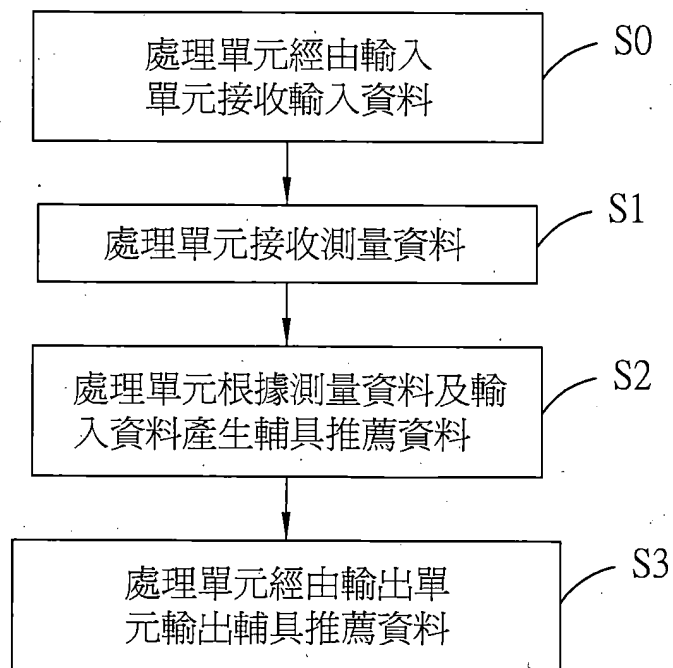 處理單元經由輸入
單元接收輸入資料
S0
處理單元接收測量資料
S1
處理單元根據測量資料及輸
入資料產生輔具推薦資料
S2
處理單元經由輸出單
元輸出輔具推薦資料
S3